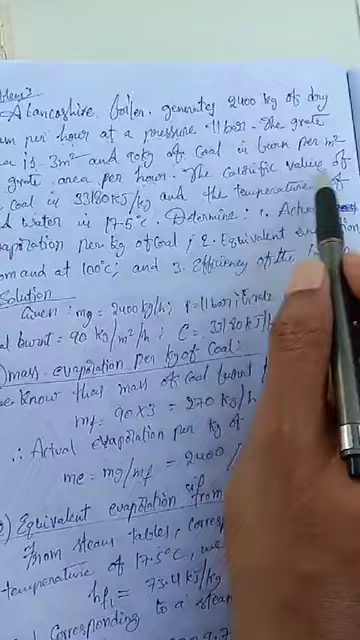 A Lancashire boiler generates 2400 kg of dry
per hour at a pressure 11 bar. The grate
is 3m² and 90kg of Coal is burn per m²
grate area per hour. The Calorific value of
coal is 33180 KJ/kg and the temperature of
water is 17.5°C. Determine: 1. Actual
per kg of Coal; 2. Equivalent
and at 100°C; and 3. Efficiency of the
Solution
Given: mg = 2400 kg/h; P = 11 bar;
burnt = 90 kg/m²/h; C = 33180 KJ/
mass evaporation per kg of Coal:
Know that mass of Coal burnt
mf = 90x3 = 270 kg/h
∴ Actual evaporation per kg of
me = mg/mf = 2400
Equivalent evaporation from
From steam tables,
temperature of 17.5°C, we
hf1 = 73.4 KJ/kg
Corresponding to a steam